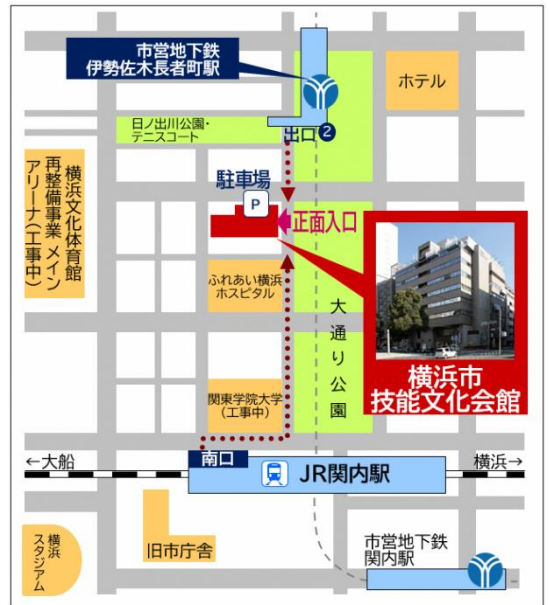 市営地下鉄
伊勢佐木長者町駅
ホテル
日ノ出川公園・
テニスコート
出口2
横浜文化体育館
再整備事業 メイン
アリーナ(工事中)
駐車場
P
正面入口
ふれあい横浜
ホスピタル
大通り公園
横浜市
技能文化会館
関東学院大学
(工事中)
←大船
南口
JR関内駅
横浜→
横浜
スタジアム
旧市庁舎
市営地下鉄
関内駅